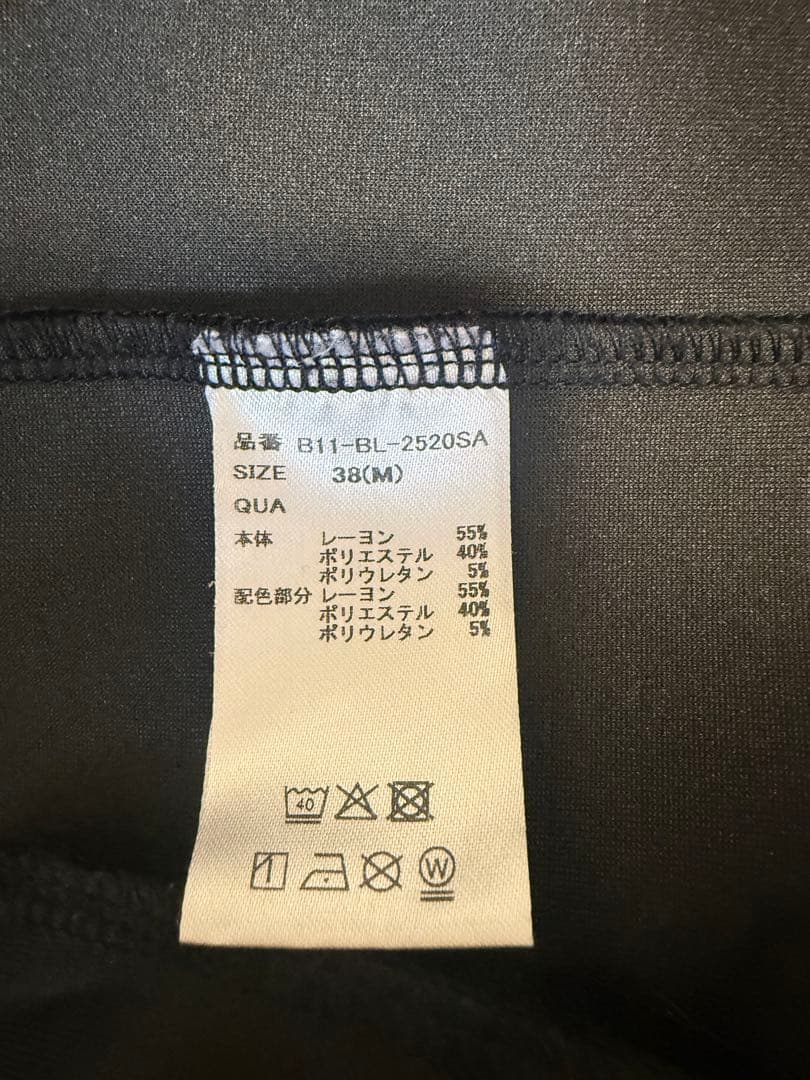 品番 B11-BL-2520SA
SIZE 38(M)
QUA
本体 レーヨン 55%
ポリエステル 40%
ポリウレタン 5%
配色部分 レーヨン 55%
ポリエステル 40%
ポリウレタン 5%
40
W